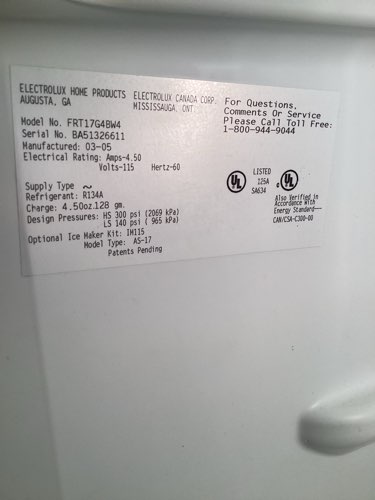 ELECTROLUX HOME PRODUCTS
AUGUSTA, GA
ELECTROLUX CANADA CORP.
MISSISSAUGA, ONT.
For Questions,
Comments Or Service
Please Call Toll Free:
1-800-944-9044
Model No. FRT17G4BW4
Serial No. BA51326611
Manufactured: 03-05
Electrical Rating: Amps-4.50
Volts-115 Hertz-60
Supply Type ~
Refrigerant: R134A
Charge: 4.50oz.128 gm.
Design Pressures: HS 300 psi (2069 kPa)
LS 140 psi ( 965 kPa)
Optional Ice Maker Kit: IM115
Model Type: AS-17
Patents Pending
UL
LISTED
125A
SA634
c UL
Also Verified in
Accordance With
Energy Standard
CAN/CSA-C300-00